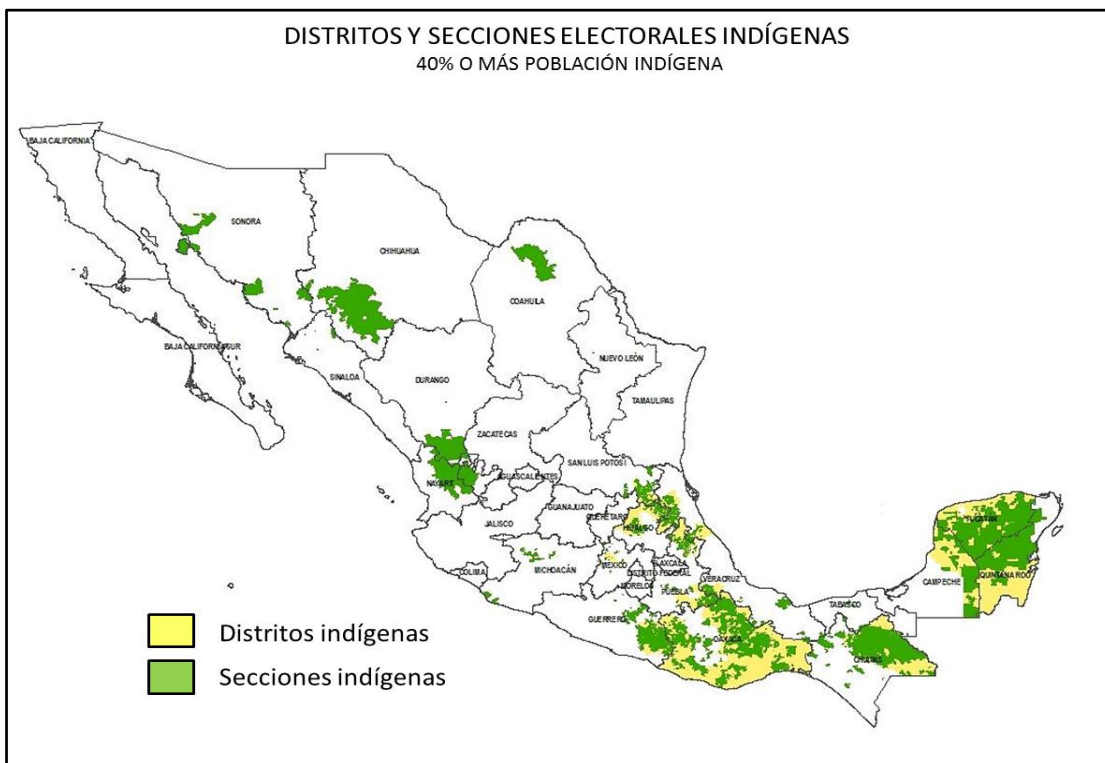 DISTRITOS Y SECCIONES ELECTORALES INDÍGENAS
40% O MÁS POBLACIÓN INDÍGENA
BAJA CALIFORNIA
SONORA
CHIHUAHUA
COAHUILA
NUEVO LEÓN
BAJA CALIFORNIA SUR
SINALOA
DURANGO
TAMAULIPAS
ZACATECAS
SAN LUIS POTOSI
AGUASCALIENTES
NAYARIT
GUANAJUATO
QUERÉTARO
HIDALGO
JALISCO
YUCATÁN
MÉXICO
TLAXCALA
COLIMA
MICHOACÁN
DISTRITO FEDERAL
MORELOS
VERACRUZ
PUEBLA
CAMPECHE
QUINTANA ROO
TABASCO
GUERRERO
OAXACA
CHIAPAS
Distritos indígenas
Secciones indígenas